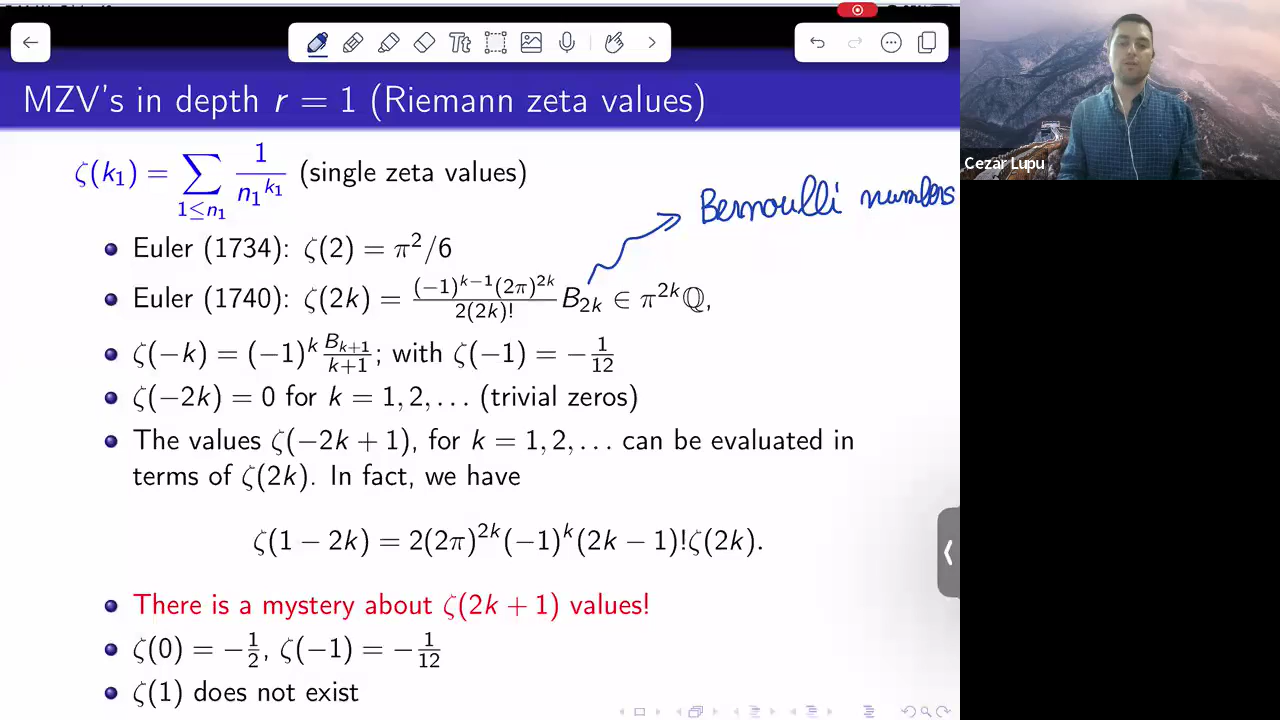 MZV's in depth r = 1 (Riemann zeta values)
ζ(k₁) = ∑_{1≤n₁} 1/n₁^{k₁} (single zeta values)
Bernoulli numbers
Euler (1734): ζ(2) = π²/6
Euler (1740): ζ(2k) = (−1)^{k−1}(2π)^{2k}/2(2k)! B_{2k} ∈ π^{2k}ℚ,
ζ(−k) = (−1)^k B_{k+1}/k+1; with ζ(−1) = −1/12
ζ(−2k) = 0 for k = 1, 2, … (trivial zeros)
The values ζ(−2k + 1), for k = 1, 2, … can be evaluated in
terms of ζ(2k). In fact, we have
ζ(1 − 2k) = 2(2π)^{2k}(−1)^k(2k − 1)!ζ(2k).
There is a mystery about ζ(2k + 1) values!
ζ(0) = −1/2, ζ(−1) = −1/12
ζ(1) does not exist
Cezar Lupu
Tt